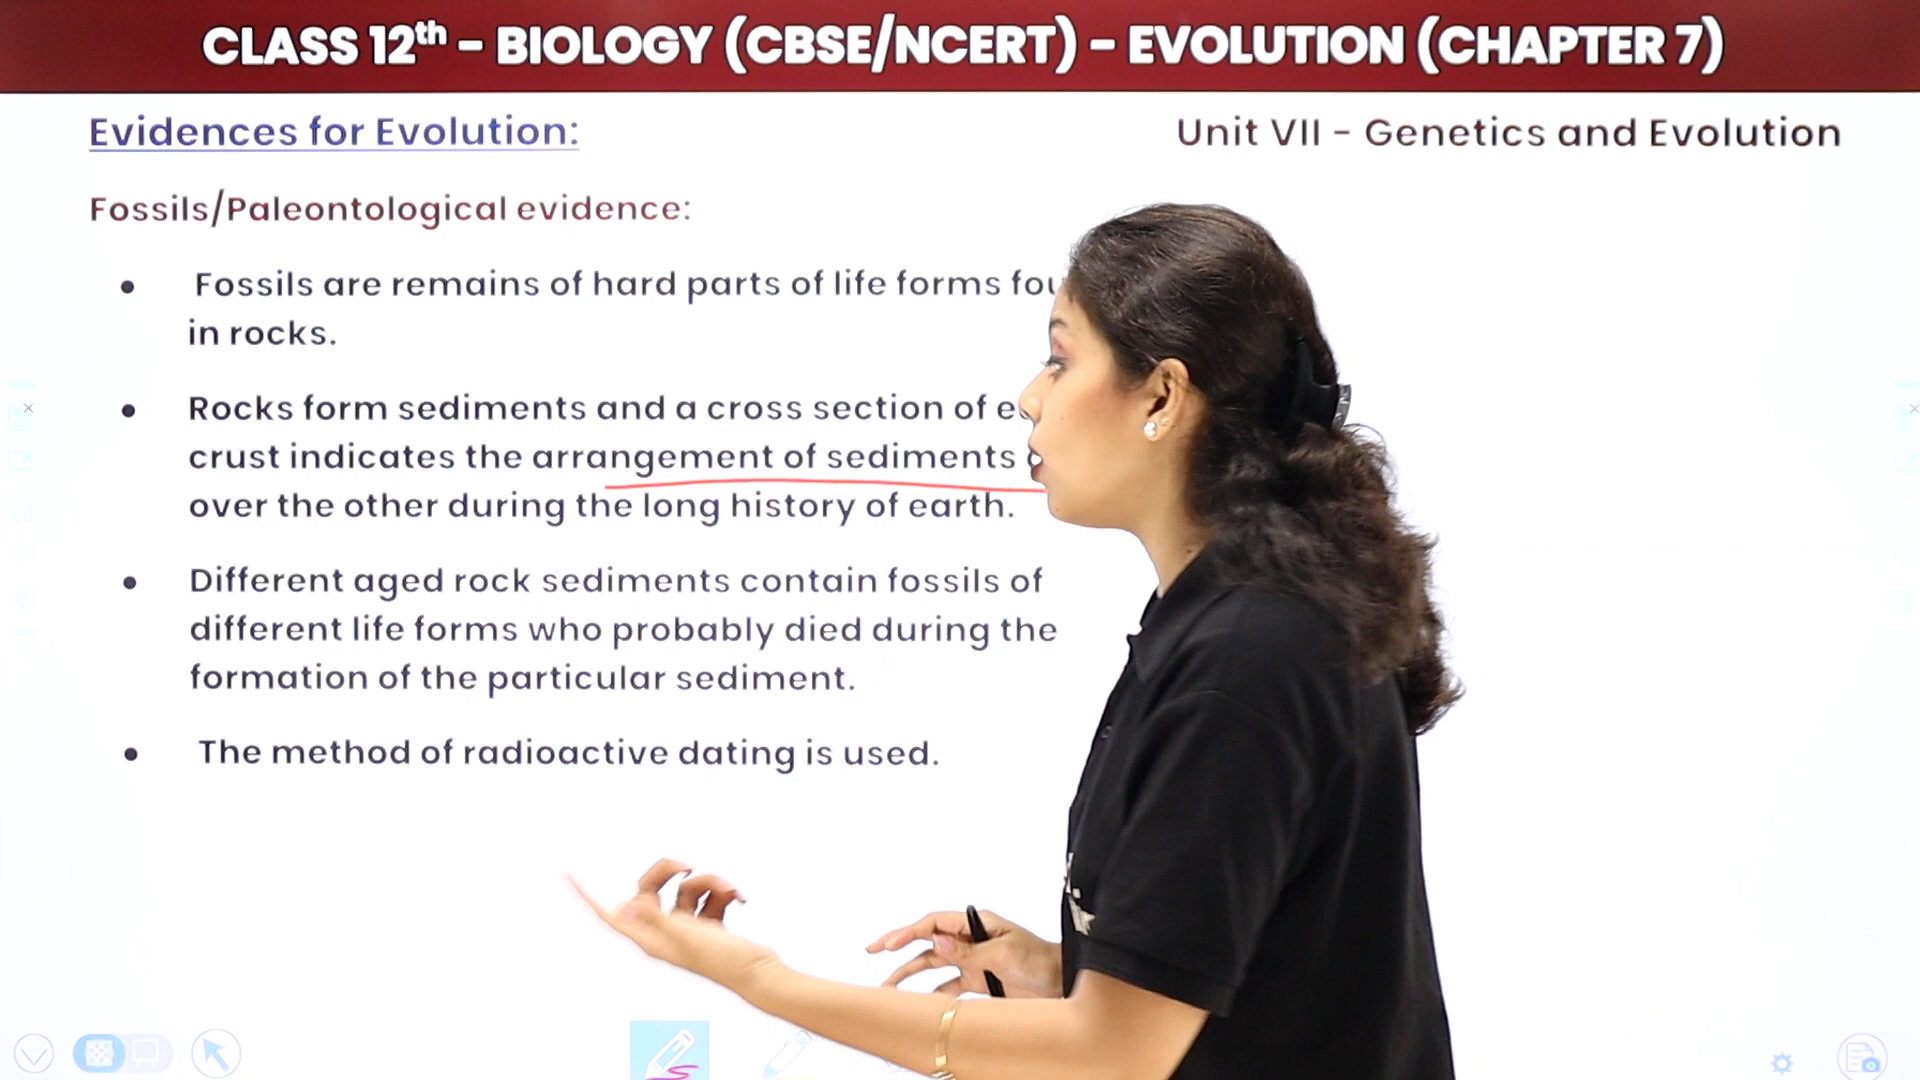 CLASS 12th - BIOLOGY (CBSE/NCERT) - EVOLUTION (CHAPTER 7)
Evidences for Evolution:
Unit VII - Genetics and Evolution
Fossils/Paleontological evidence:
Fossils are remains of hard parts of life forms
in rocks.
Rocks form sediments and a cross section of
crust indicates the arrangement of sediments
over the other during the long history of earth.
Different aged rock sediments contain fossils of
different life forms who probably died during the
formation of the particular sediment.
The method of radioactive dating is used.